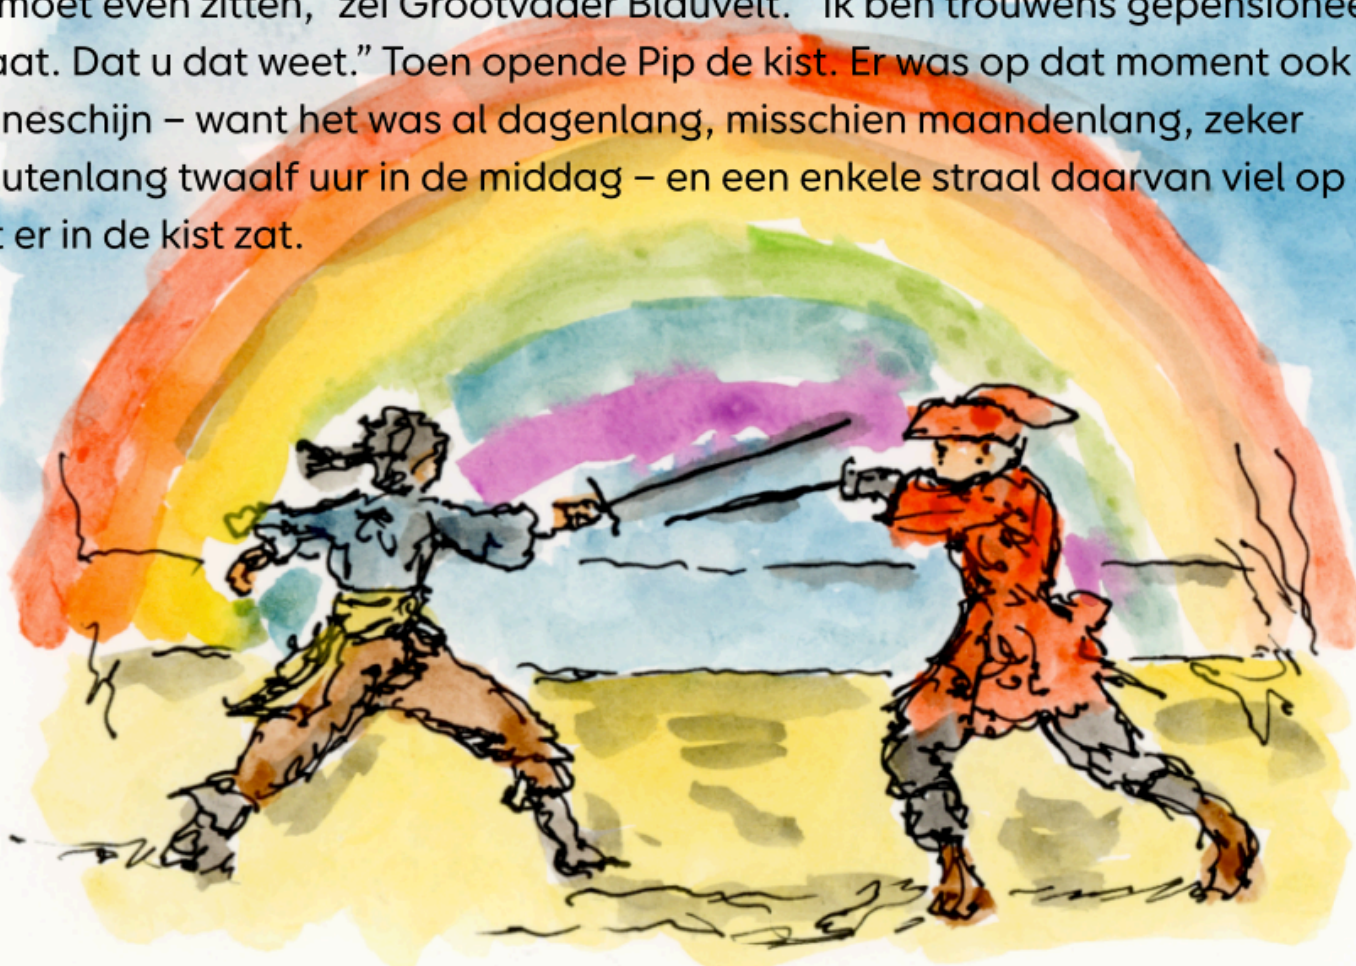 moet even zitten,” zei Grootvader Blauvelt. “Ik ben trouwens gepensionee
aat. Dat u dat weet.” Toen opende Pip de kist. Er was op dat moment ook
neschijn – want het was al dagenlang, misschien maandenlang, zeker
utenlang twaalf uur in de middag – en een enkele straal daarvan viel op
t er in de kist zat.